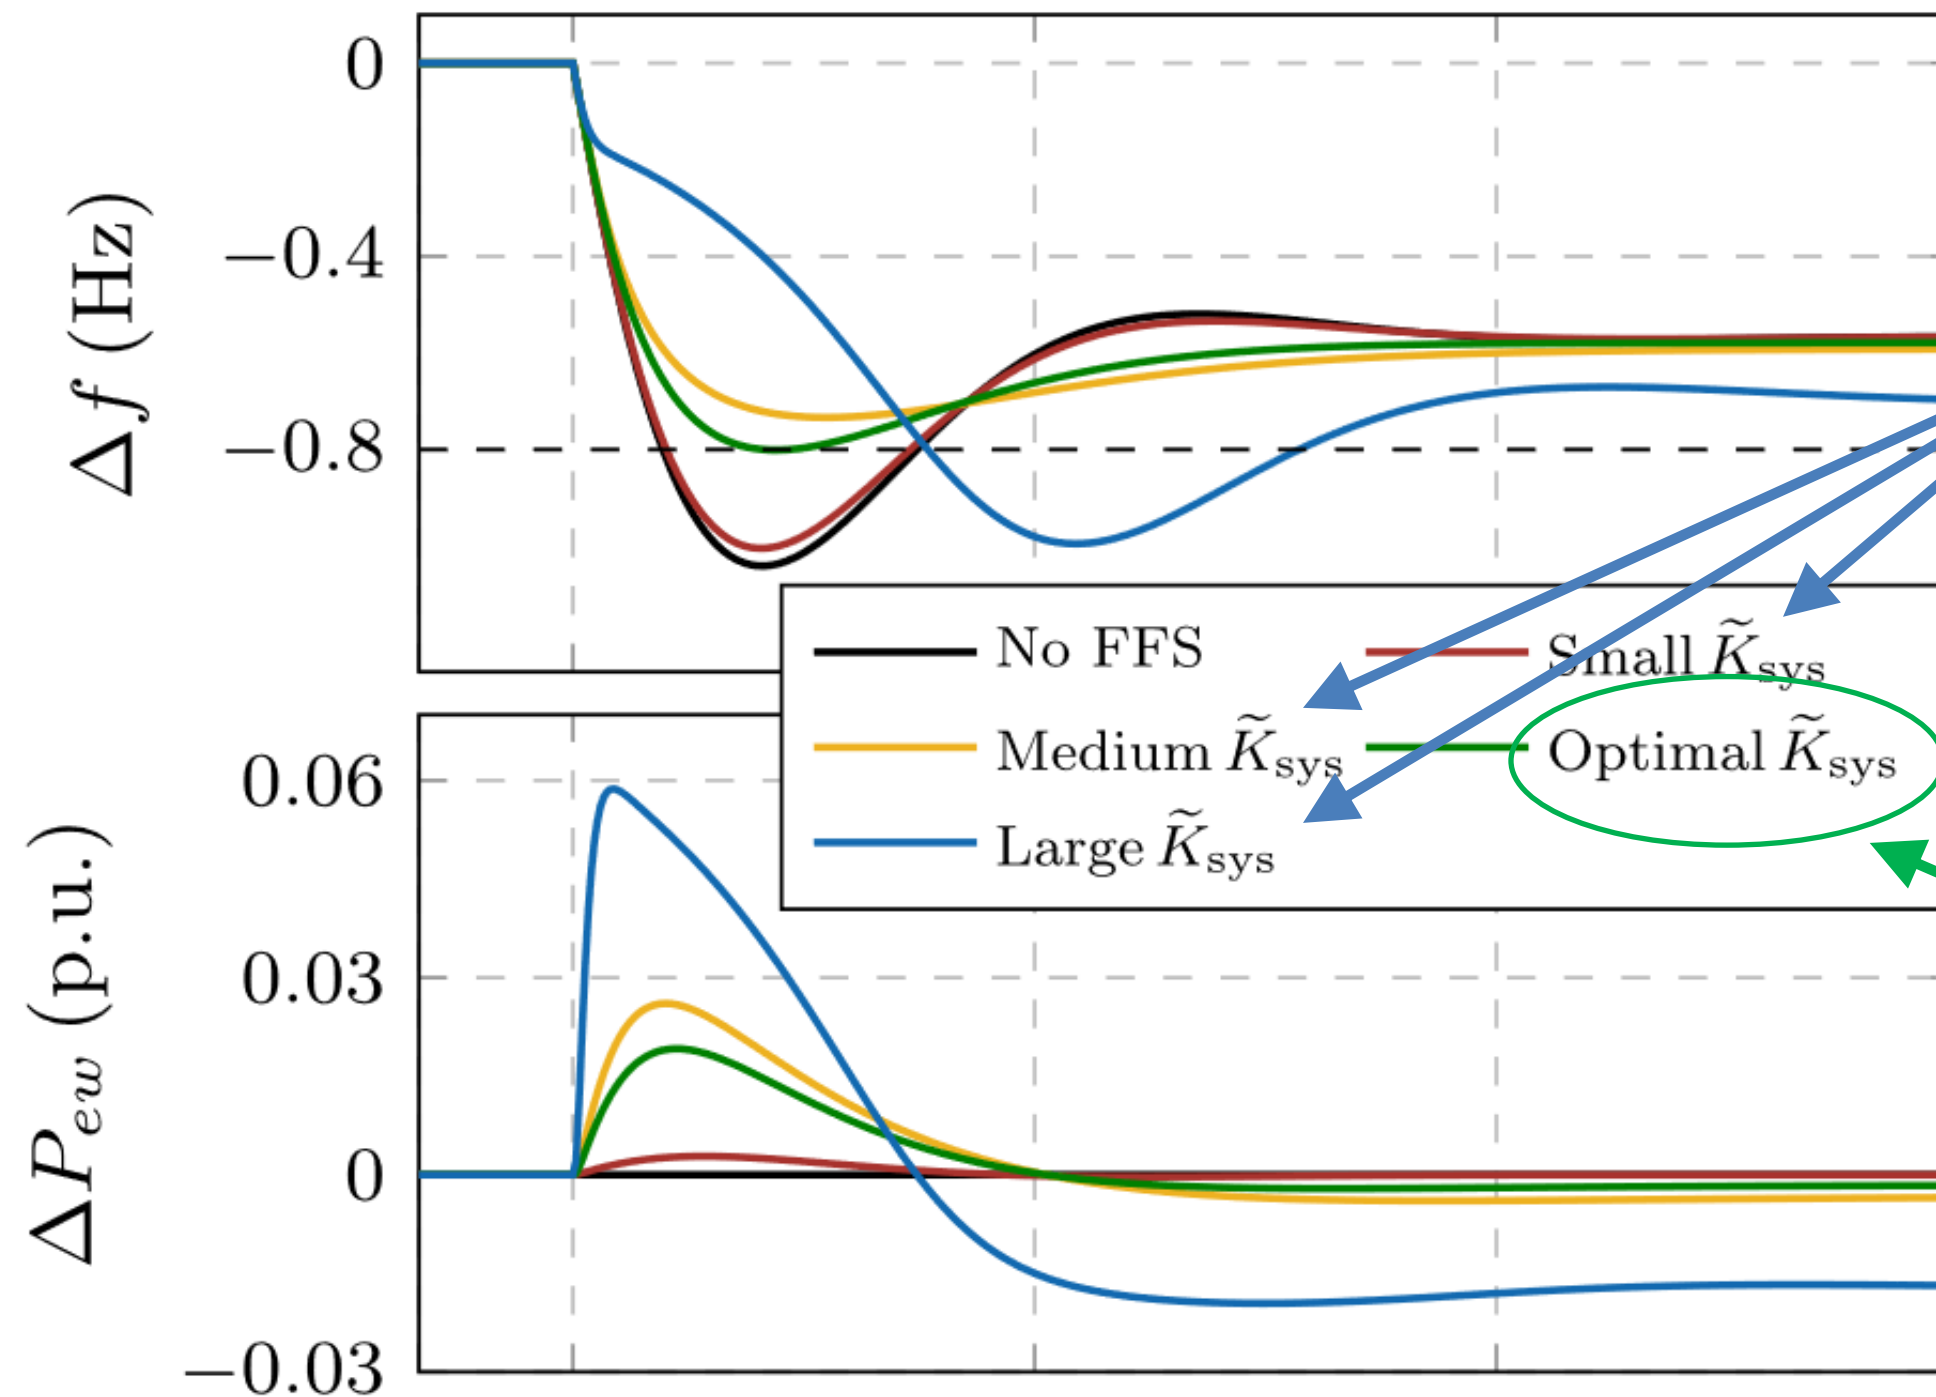 Δf (Hz)
0
−0.4
−0.8
No FFS
Small K̃sys
Medium K̃sys
Optimal K̃sys
Large K̃sys
ΔPew (p.u.)
0.06
0.03
0
−0.03